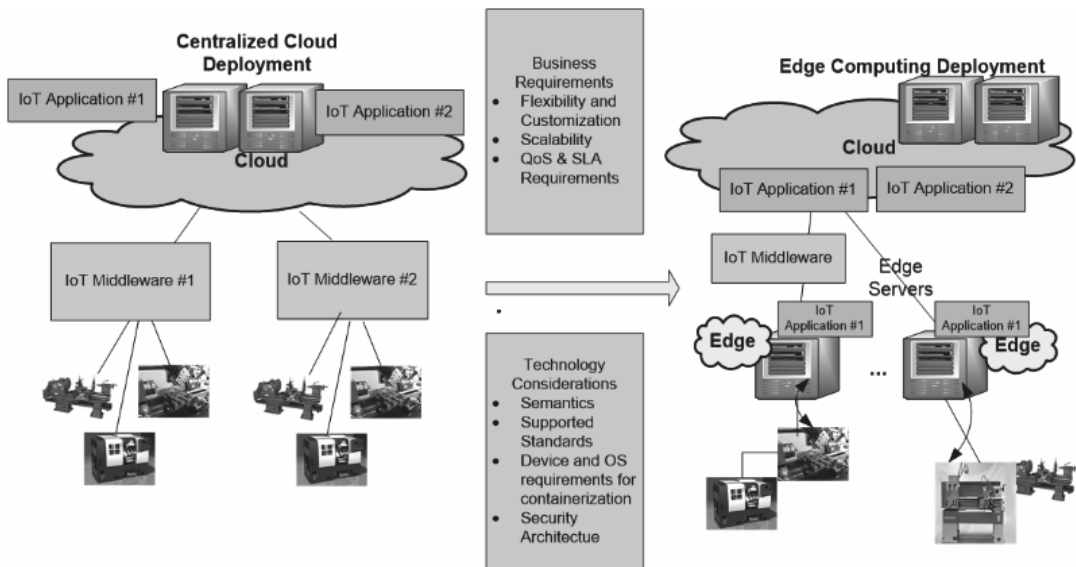 Centralized Cloud
Deployment
IoT Application #1
IoT Application #2
Cloud
IoT Middleware #1
IoT Middleware #2
Business
Requirements
• Flexibility and
Customization
• Scalability
• QoS & SLA
Requirements
Technology
Considerations
• Semantics
• Supported
Standards
• Device and OS
requirements for
containerization
• Security
Architectue
Edge Computing Deployment
Cloud
IoT Application #1
IoT Application #2
IoT Middleware
Edge
Servers
IoT
Application #1
Edge
...
IoT
Application #1
Edge